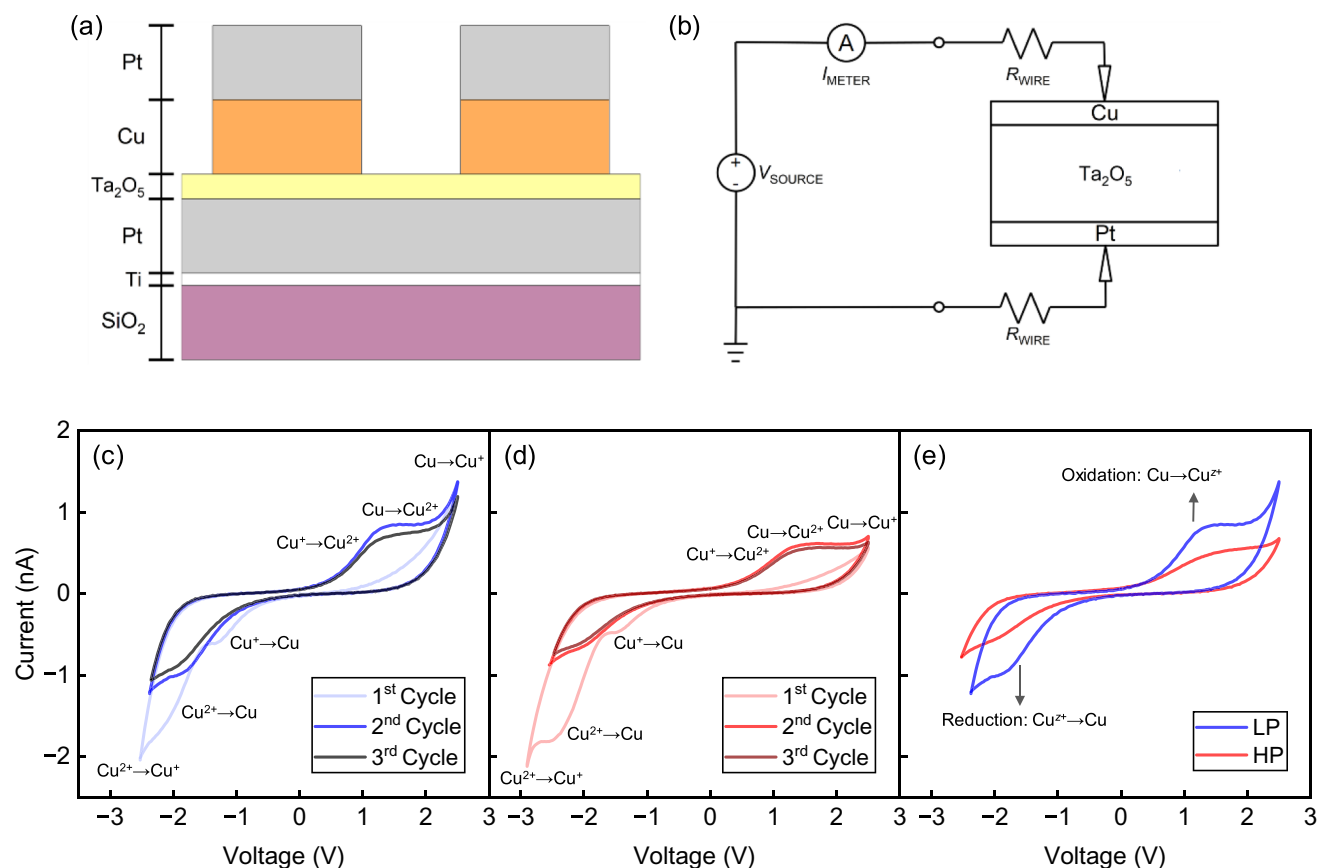 (a)
Pt
Cu
Ta₂O₅
Pt
Ti
SiO₂
(b)
A
I_METER
R_WIRE
+
-
V_SOURCE
Cu
Ta₂O₅
Pt
R_WIRE
Current (nA)
2
1
0
−1
−2
(c)
Cu→Cu⁺
Cu→Cu²⁺
Cu⁺→Cu²⁺
Cu⁺→Cu
Cu²⁺→Cu
Cu²⁺→Cu⁺
1ˢᵗ Cycle
2ⁿᵈ Cycle
3ʳᵈ Cycle
−3 −2 −1 0 1 2 3
Voltage (V)
(d)
Cu→Cu²⁺ Cu→Cu⁺
Cu⁺→Cu²⁺
Cu⁺→Cu
Cu²⁺→Cu
Cu²⁺→Cu⁺
1ˢᵗ Cycle
2ⁿᵈ Cycle
3ʳᵈ Cycle
−3 −2 −1 0 1 2 3
Voltage (V)
(e)
Oxidation: Cu→Cuᶻ⁺
Reduction: Cuᶻ⁺→Cu
LP
HP
−3 −2 −1 0 1 2 3
Voltage (V)